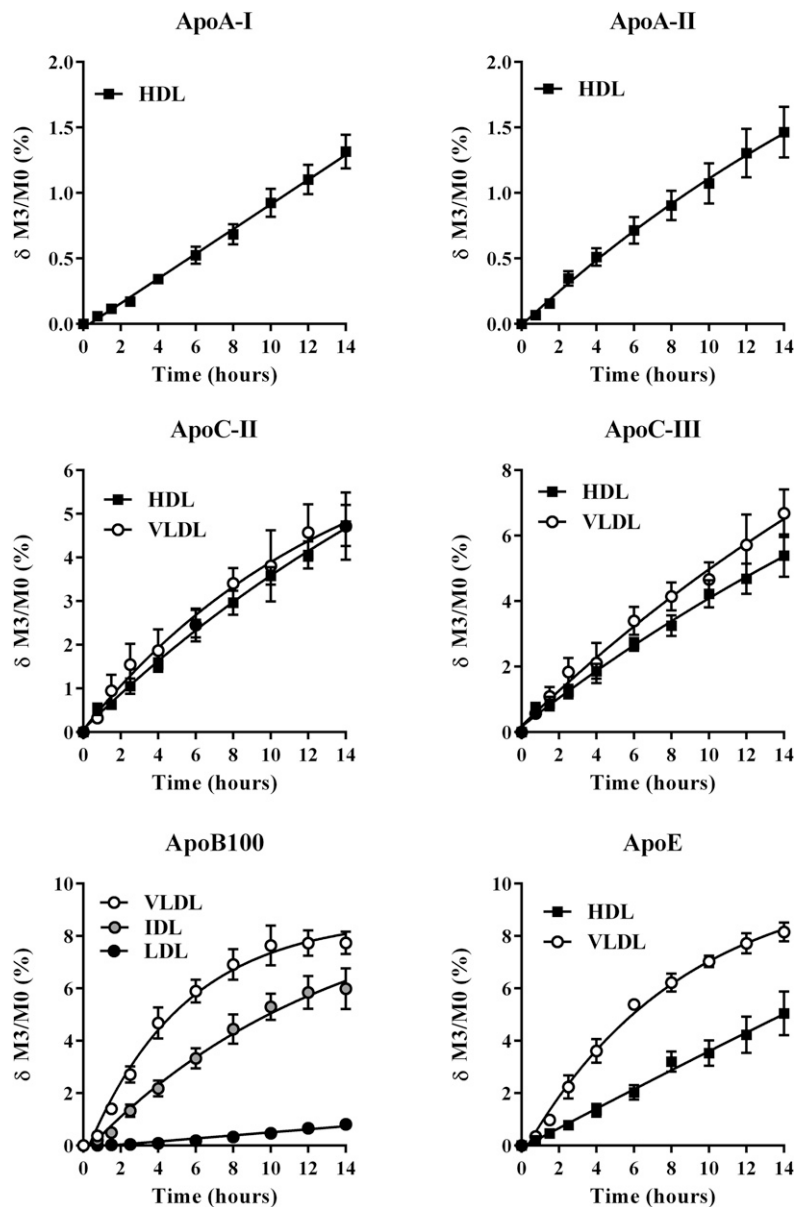 ApoA-I
2.0
1.5
1.0
0.5
0.0
HDL
δ M3/M0 (%)
0 2 4 6 8 10 12 14
Time (hours)
ApoA-II
2.0
1.5
1.0
0.5
0.0
HDL
δ M3/M0 (%)
0 2 4 6 8 10 12 14
Time (hours)
ApoC-II
6
5
4
3
2
1
0
HDL
VLDL
δ M3/M0 (%)
0 2 4 6 8 10 12 14
Time (hours)
ApoC-III
8
6
4
2
0
HDL
VLDL
δ M3/M0 (%)
0 2 4 6 8 10 12 14
Time (hours)
ApoB100
10
8
6
4
2
0
VLDL
IDL
LDL
δ M3/M0 (%)
0 2 4 6 8 10 12 14
Time (hours)
ApoE
10
8
6
4
2
0
HDL
VLDL
δ M3/M0 (%)
0 2 4 6 8 10 12 14
Time (hours)